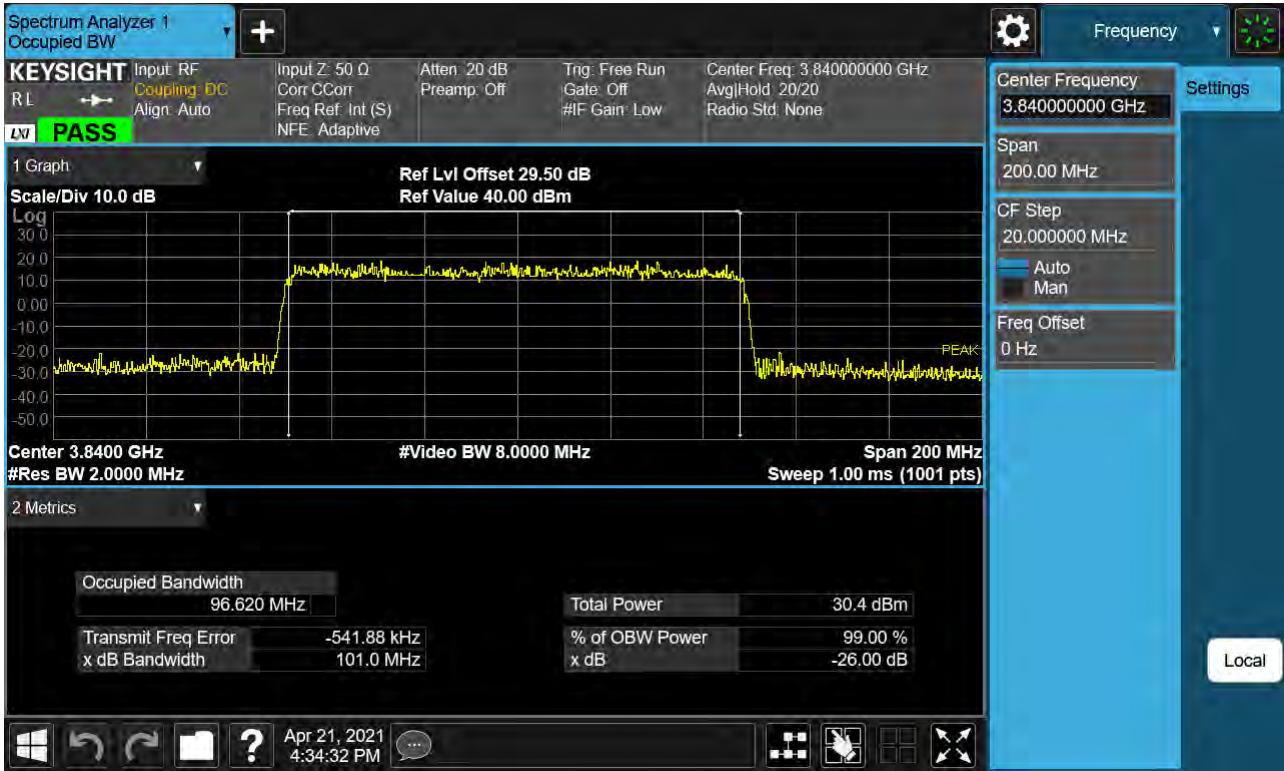 Spectrum Analyzer 1
Occupied BW
Frequency
KEYSIGHT
RL
LXI
PASS
Input: RF
Coupling: DC
Align: Auto
Input Z: 50 Ω
Corr CCorr
Freq Ref: Int (S)
NFE: Adaptive
Atten: 20 dB
Preamp: Off
Trig: Free Run
Gate: Off
#IF Gain: Low
Center Freq: 3.840000000 GHz
Avg|Hold: 20/20
Radio Std: None
Center Frequency
3.840000000 GHz
Settings
Span
200.00 MHz
CF Step
20.000000 MHz
Auto
Man
Freq Offset
0 Hz
Local
1 Graph
Scale/Div 10.0 dB
Ref Lvl Offset 29.50 dB
Ref Value 40.00 dBm
Log
30.0
20.0
10.0
0.00
-10.0
-20.0
-30.0
-40.0
-50.0
PEAK
Center 3.8400 GHz
#Video BW 8.0000 MHz
Span 200 MHz
#Res BW 2.0000 MHz
Sweep 1.00 ms (1001 pts)
2 Metrics
Occupied Bandwidth
96.620 MHz
Total Power 30.4 dBm
Transmit Freq Error -541.88 kHz
% of OBW Power 99.00 %
x dB Bandwidth 101.0 MHz
x dB -26.00 dB
?
Apr 21, 2021
4:34:32 PM